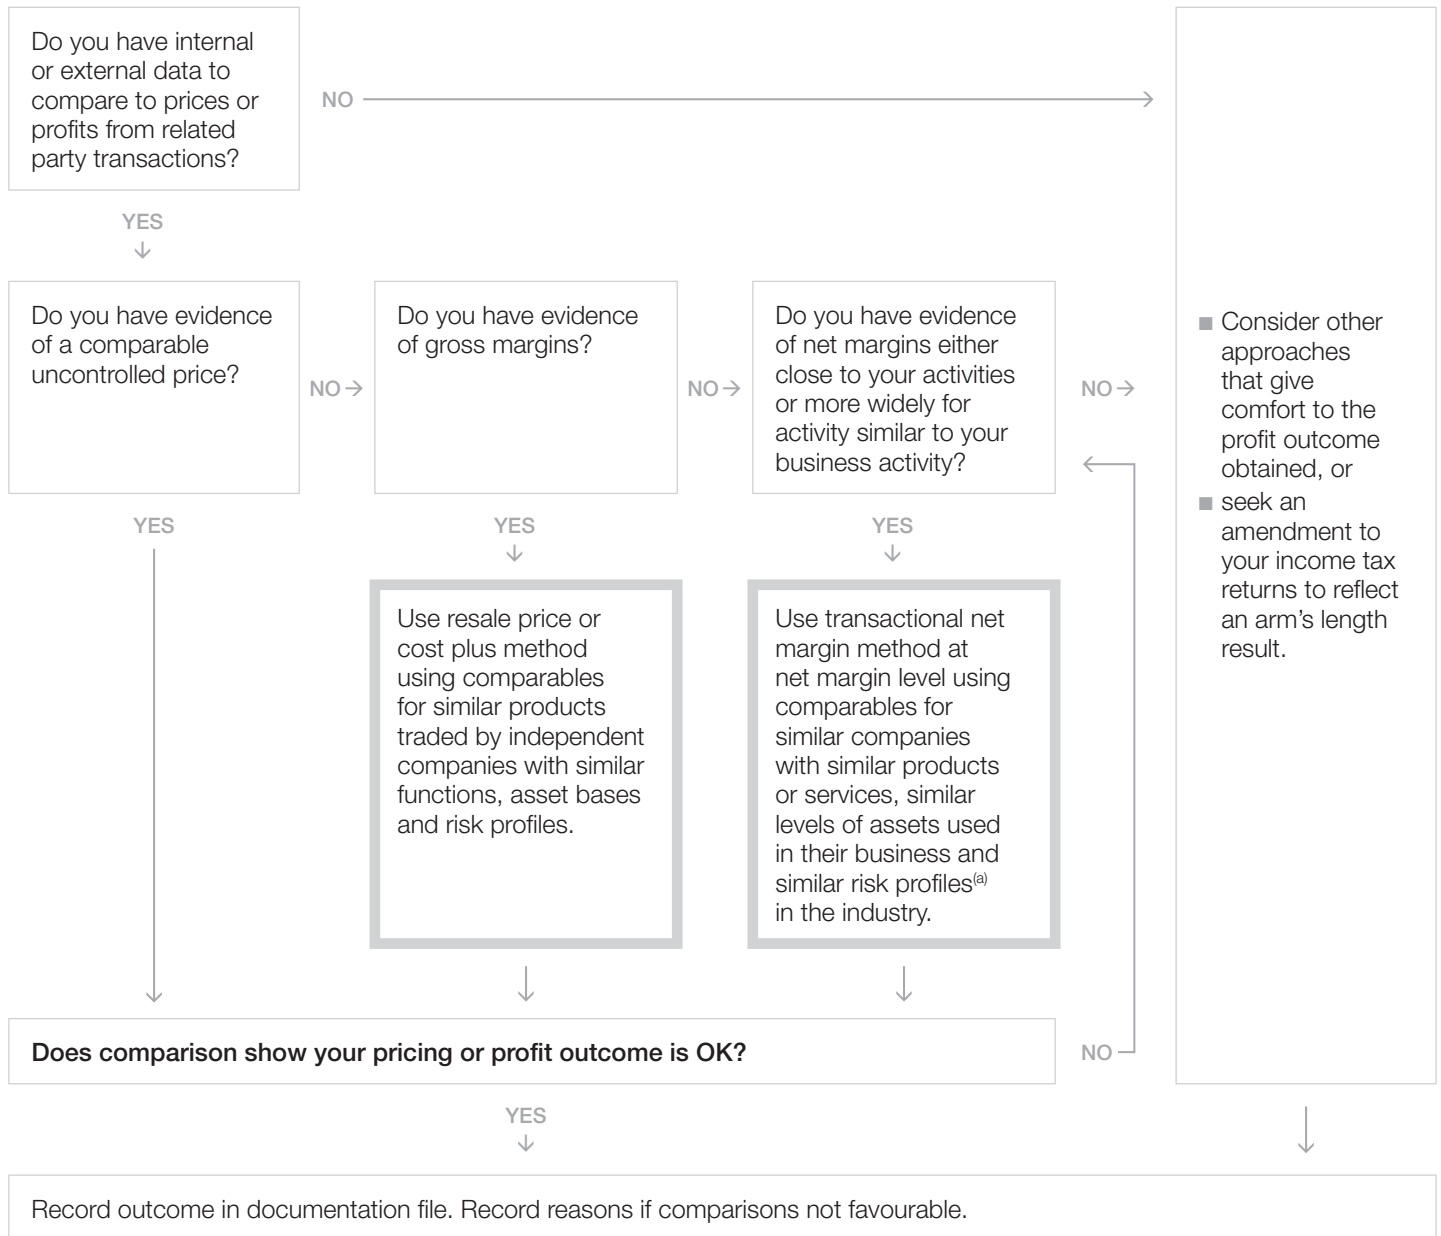 Do you have internal
or external data to
compare to prices or
profits from related
party transactions?
NO
YES
Do you have evidence
of a comparable
uncontrolled price?
NO
YES
Do you have evidence
of gross margins?
NO
YES
Do you have evidence
of net margins either
close to your activities
or more widely for
activity similar to your
business activity?
NO
YES
Use resale price or
cost plus method
using comparables
for similar products
traded by independent
companies with similar
functions, asset bases
and risk profiles.
Use transactional net
margin method at
net margin level using
comparables for
similar companies
with similar products
or services, similar
levels of assets used
in their business and
similar risk profiles(a)
in the industry.
■ Consider other
approaches
that give
comfort to the
profit outcome
obtained, or
■ seek an
amendment to
your income tax
returns to reflect
an arm’s length
result.
Does comparison show your pricing or profit outcome is OK?
NO
YES
Record outcome in documentation file. Record reasons if comparisons not favourable.